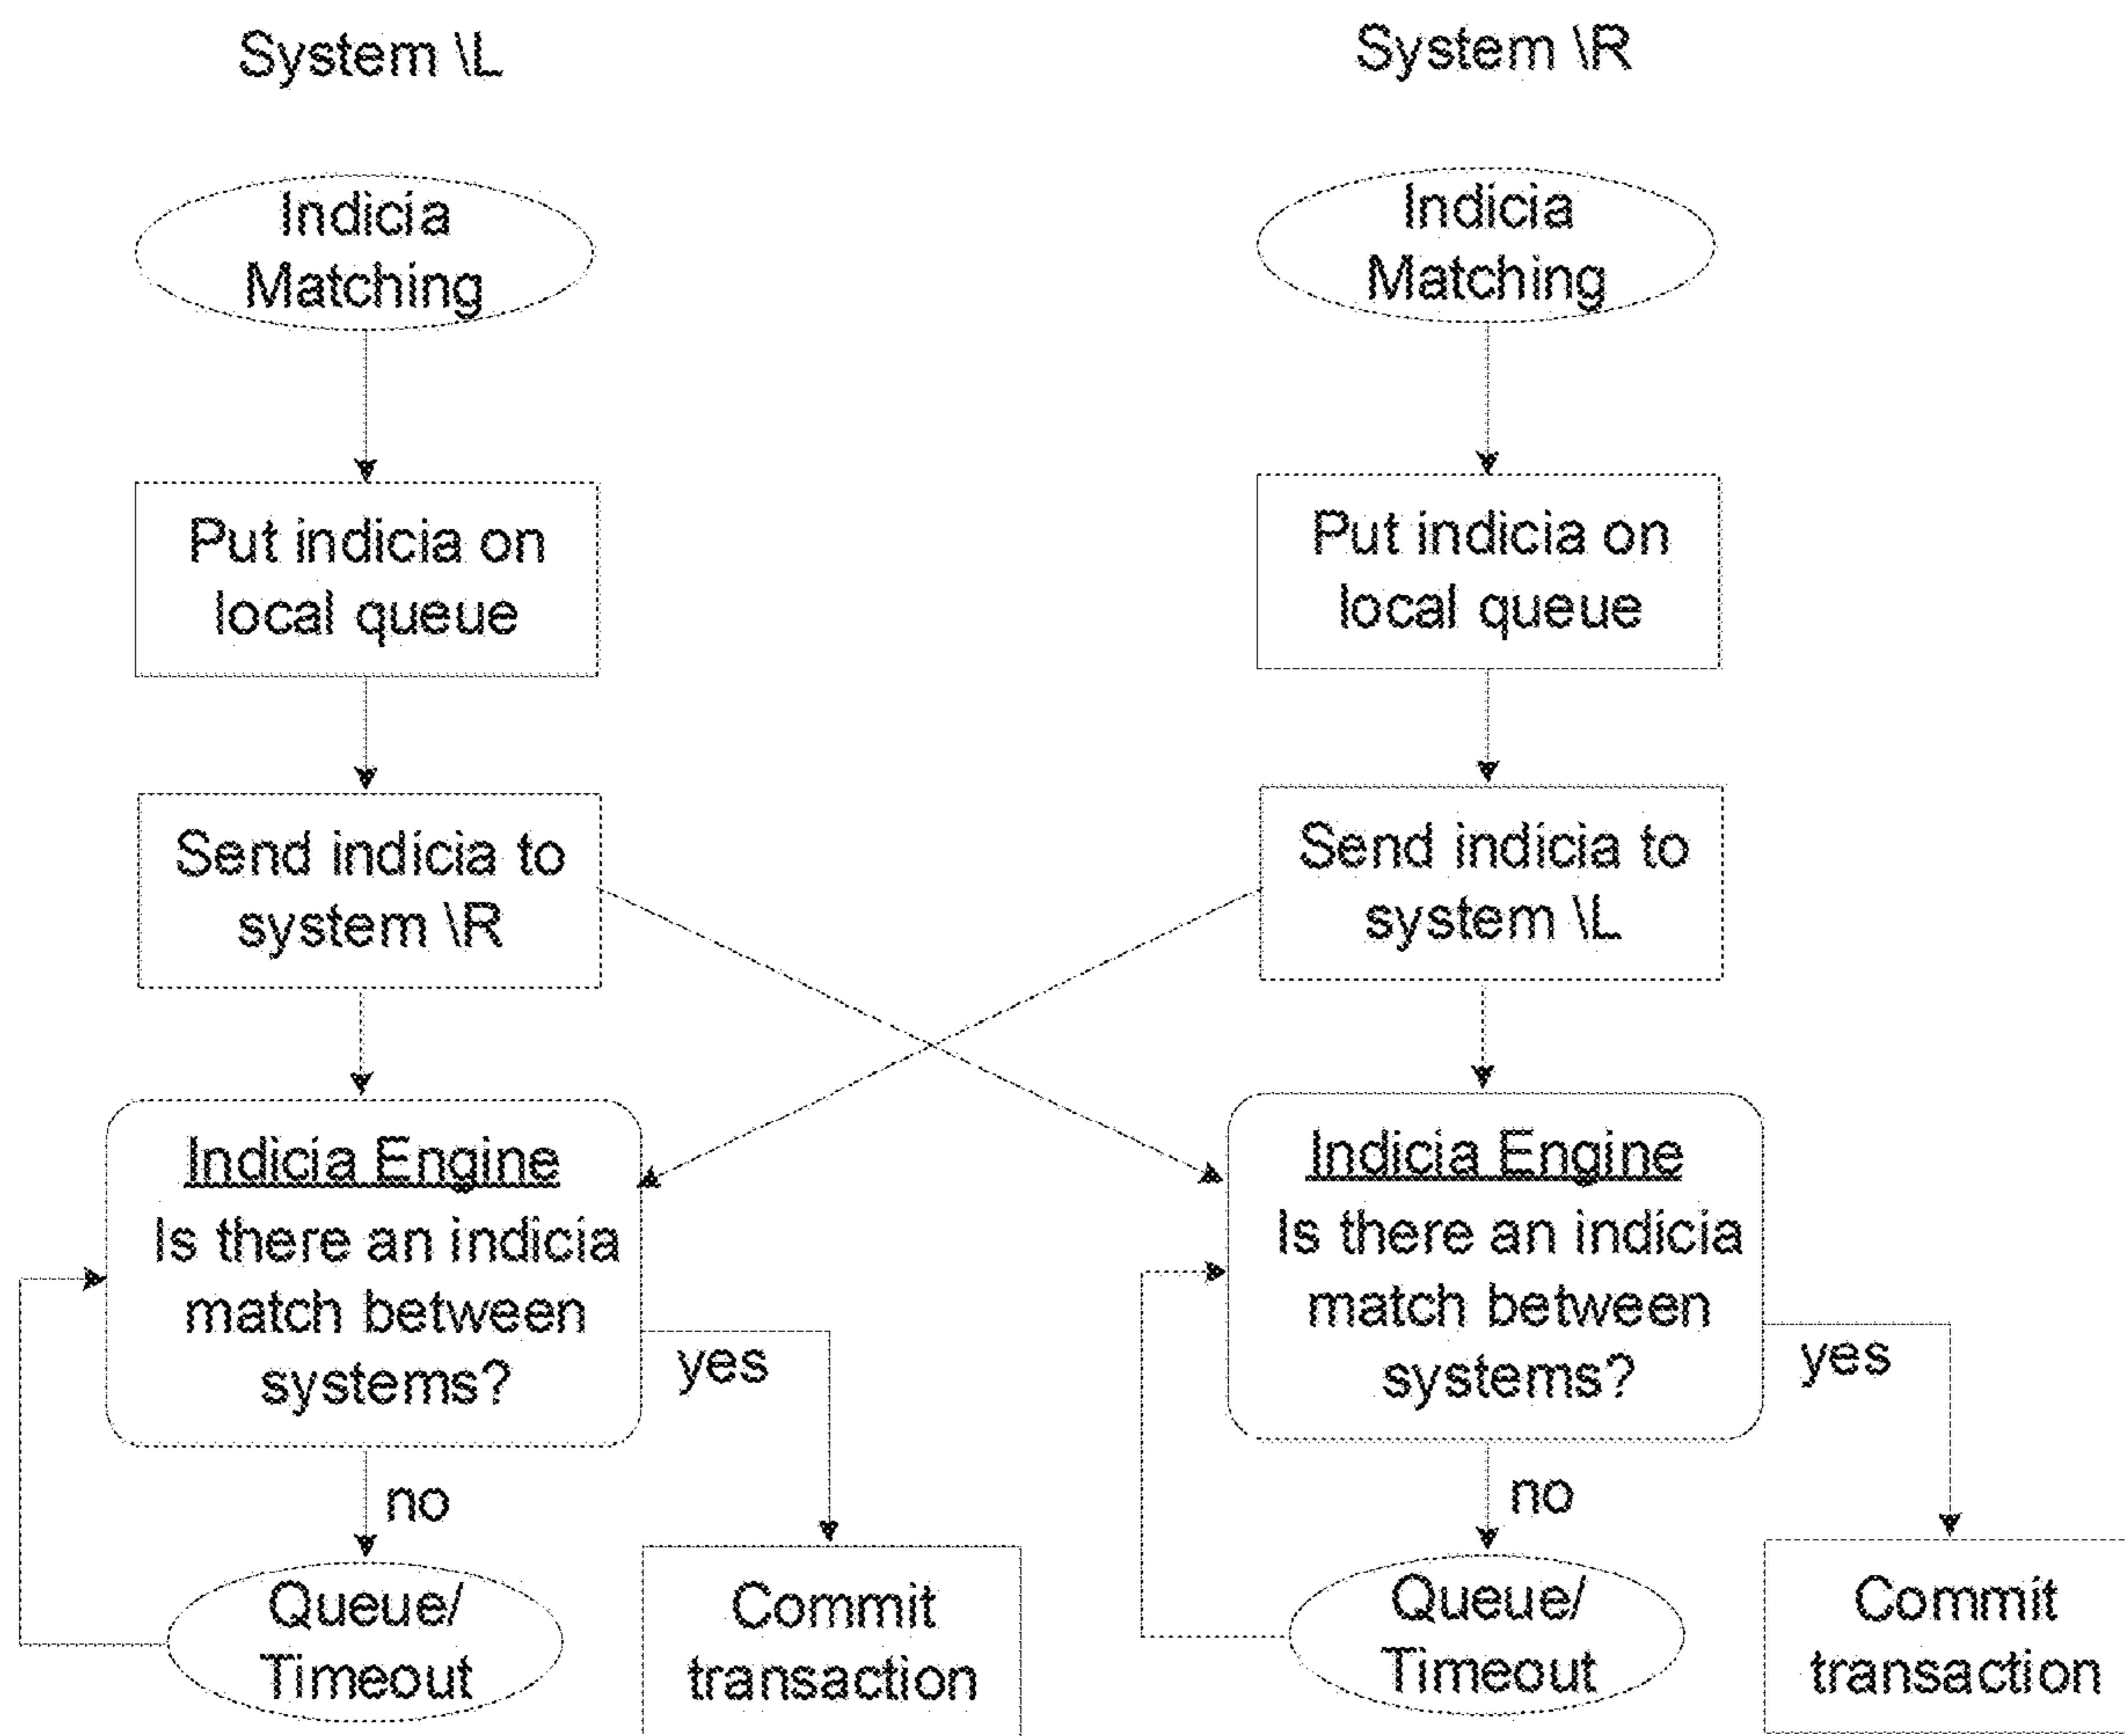 System \L
Indicia
Matching
Put indicia on
local queue
Send indicia to
system \R
Indicia Engine
Is there an indicia
match between
systems?
yes
no
Queue/
Timeout
Commit
transaction
System \R
Indicia
Matching
Put indicia on
local queue
Send indicia to
system \L
Indicia Engine
Is there an indicia
match between
systems?
yes
no
Queue/
Timeout
Commit
transaction